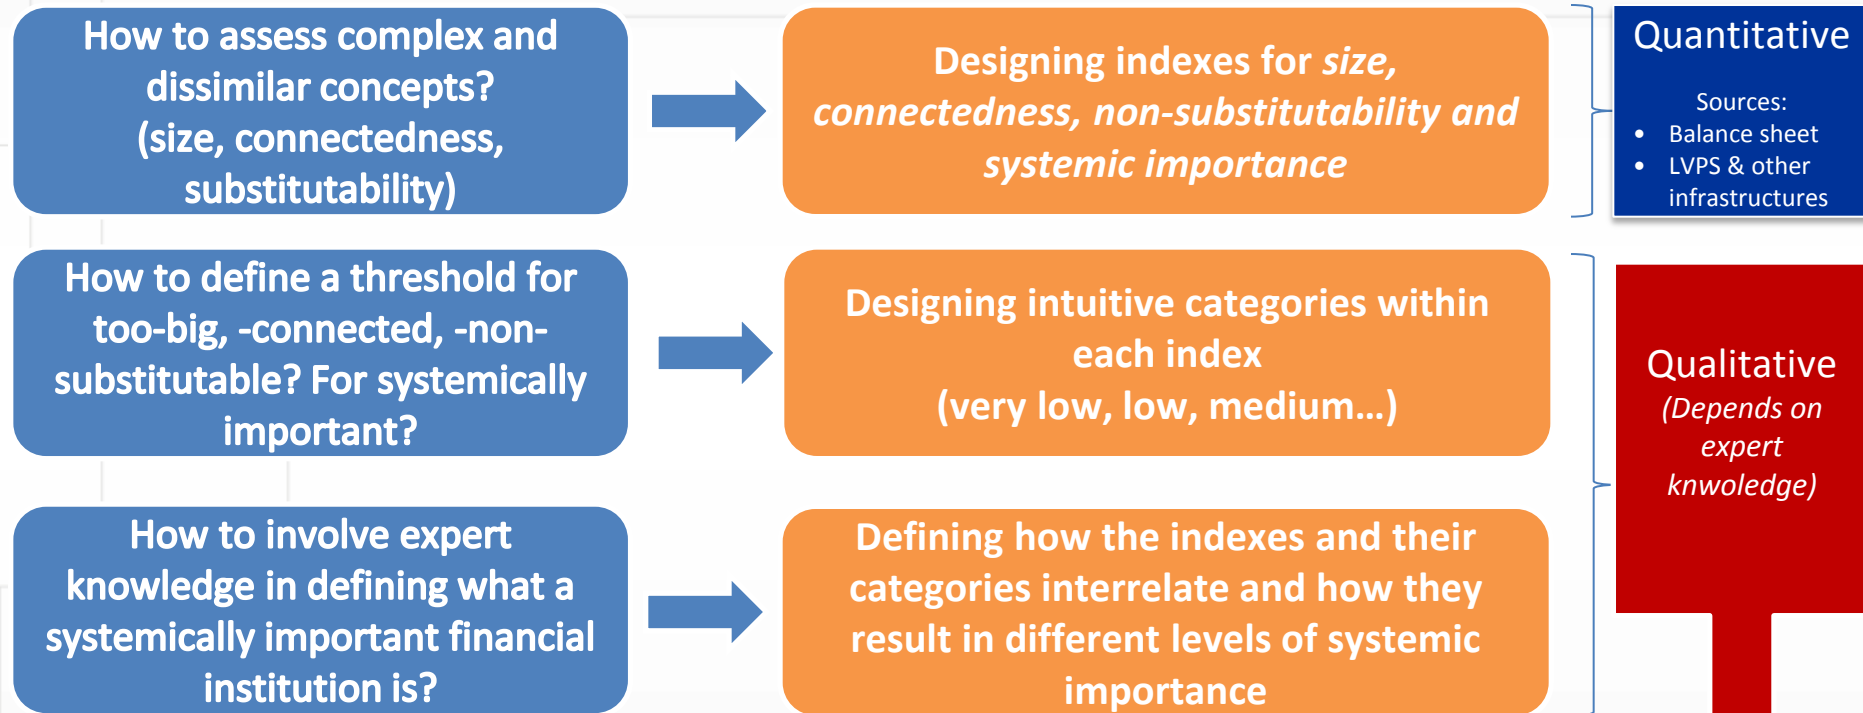 How to assess complex and
dissimilar concepts?
(size, connectedness,
substitutability)
Designing indexes for size,
connectedness, non-substitutability and
systemic importance
Quantitative
Sources:
• Balance sheet
• LVPS & other
infrastructures
How to define a threshold for
too-big, -connected, -non-
substitutable? For systemically
important?
Designing intuitive categories within
each index
(very low, low, medium…)
Qualitative
(Depends on
expert
knwoledge)
How to involve expert
knowledge in defining what a
systemically important financial
institution is?
Defining how the indexes and their
categories interrelate and how they
result in different levels of systemic
importance